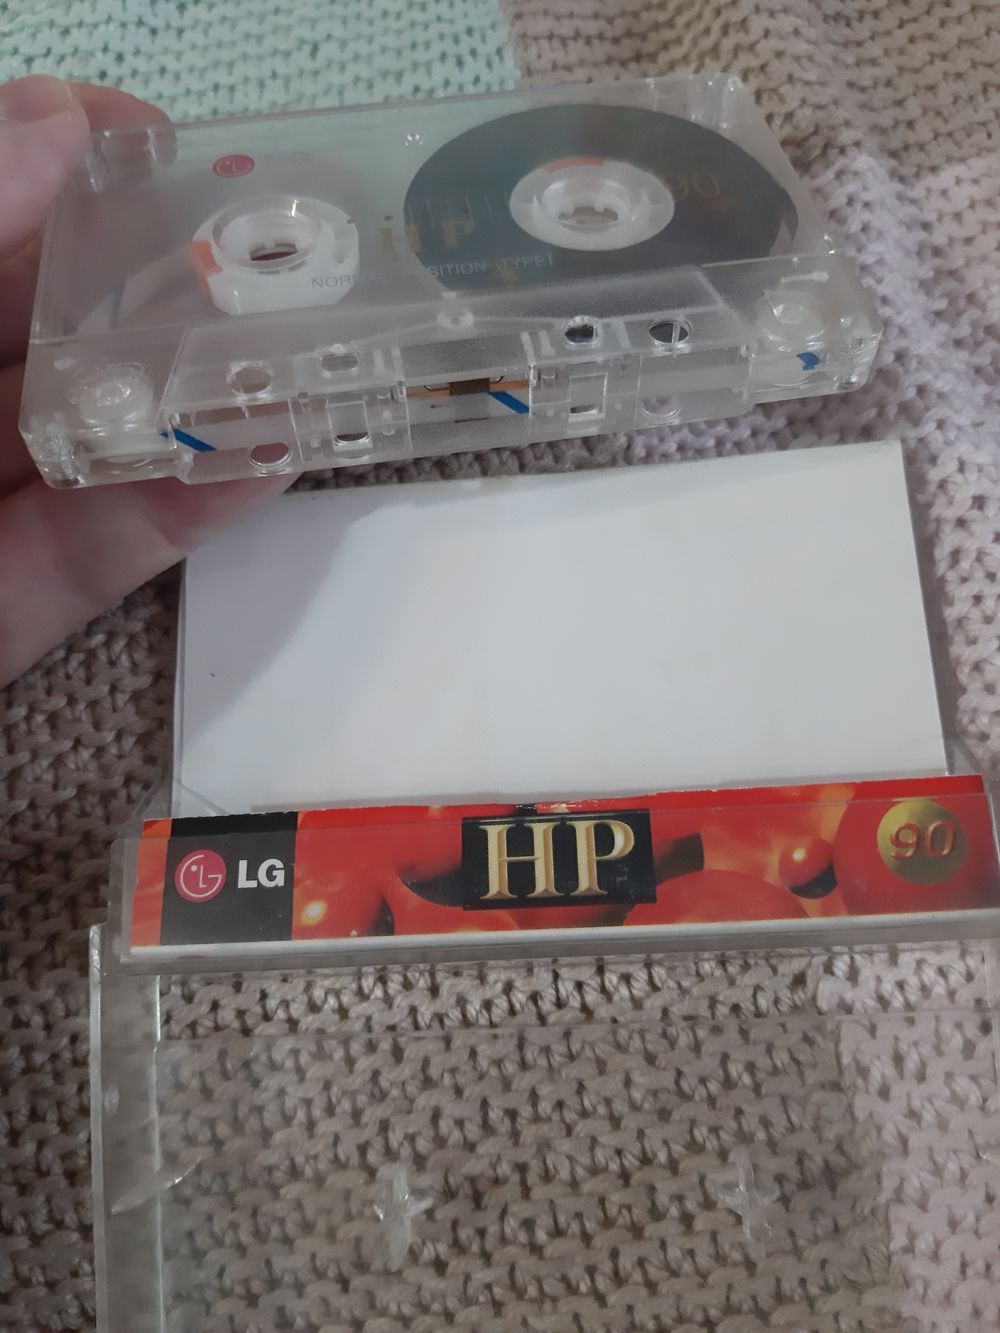 90
HP
NORMAL POSITION TYPE I
LG
HP
90